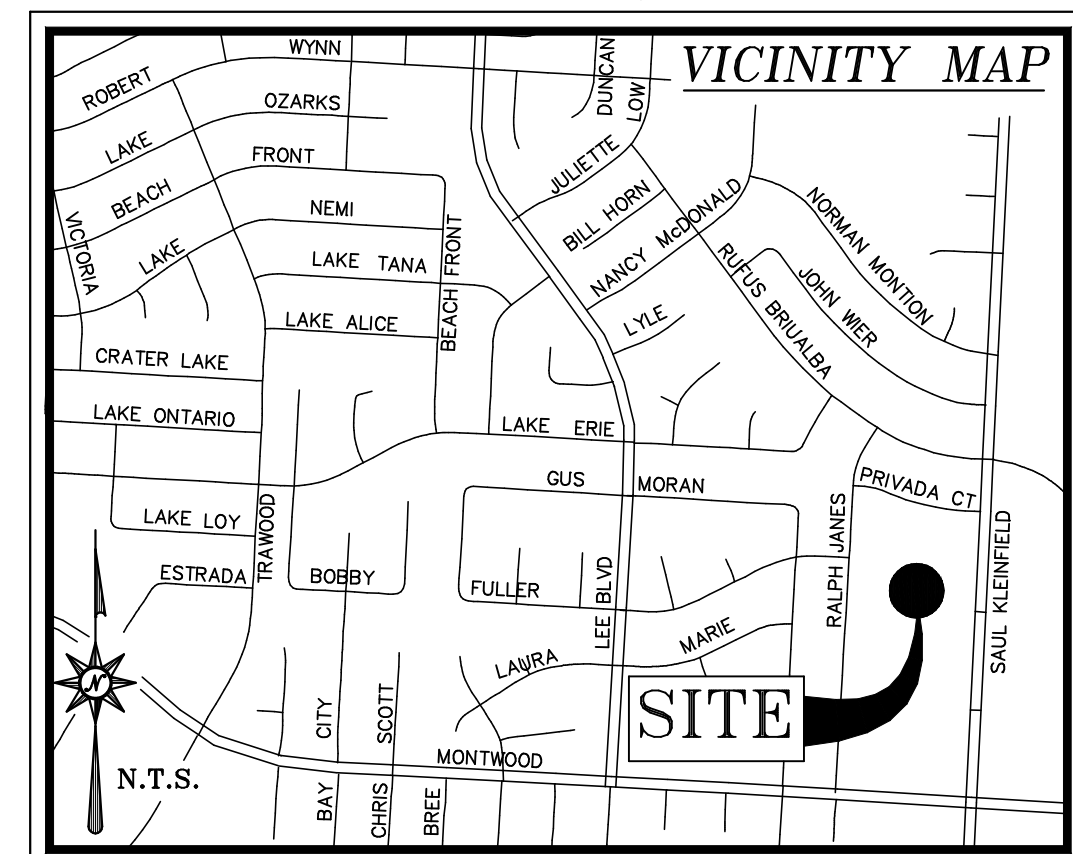 VICINITY MAP
WYNN
ROBERT
DUNCAN
LOW
OZARKS
LAKE
FRONT
JULIETTE
BEACH
NEMI
BILL HORN
NANCY McDONALD
NORMAN MONTION
VICTORIA
LAKE
LAKE TANA
BEACH FRONT
RUFUS BRIUALBA
JOHN WIER
LAKE ALICE
LYLE
CRATER LAKE
LAKE ONTARIO
LAKE ERIE
GUS MORAN
PRIVADA CT
LAKE LOY
TRAWOOD
RALPH JANES
SAUL KLEINFIELD
ESTRADA
BOBBY
FULLER
LEE BLVD
MARIE
LAURA
SITE
N
CITY
SCOTT
MONTWOOD
N.T.S.
BAY
CHRIS
BREE